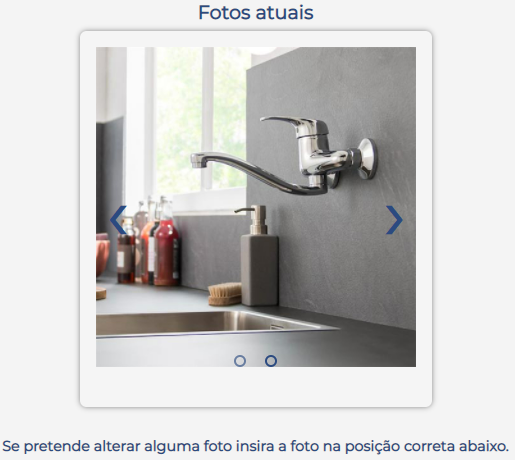 Fotos atuais
Se pretende alterar alguma foto insira a foto na posição correta abaixo.